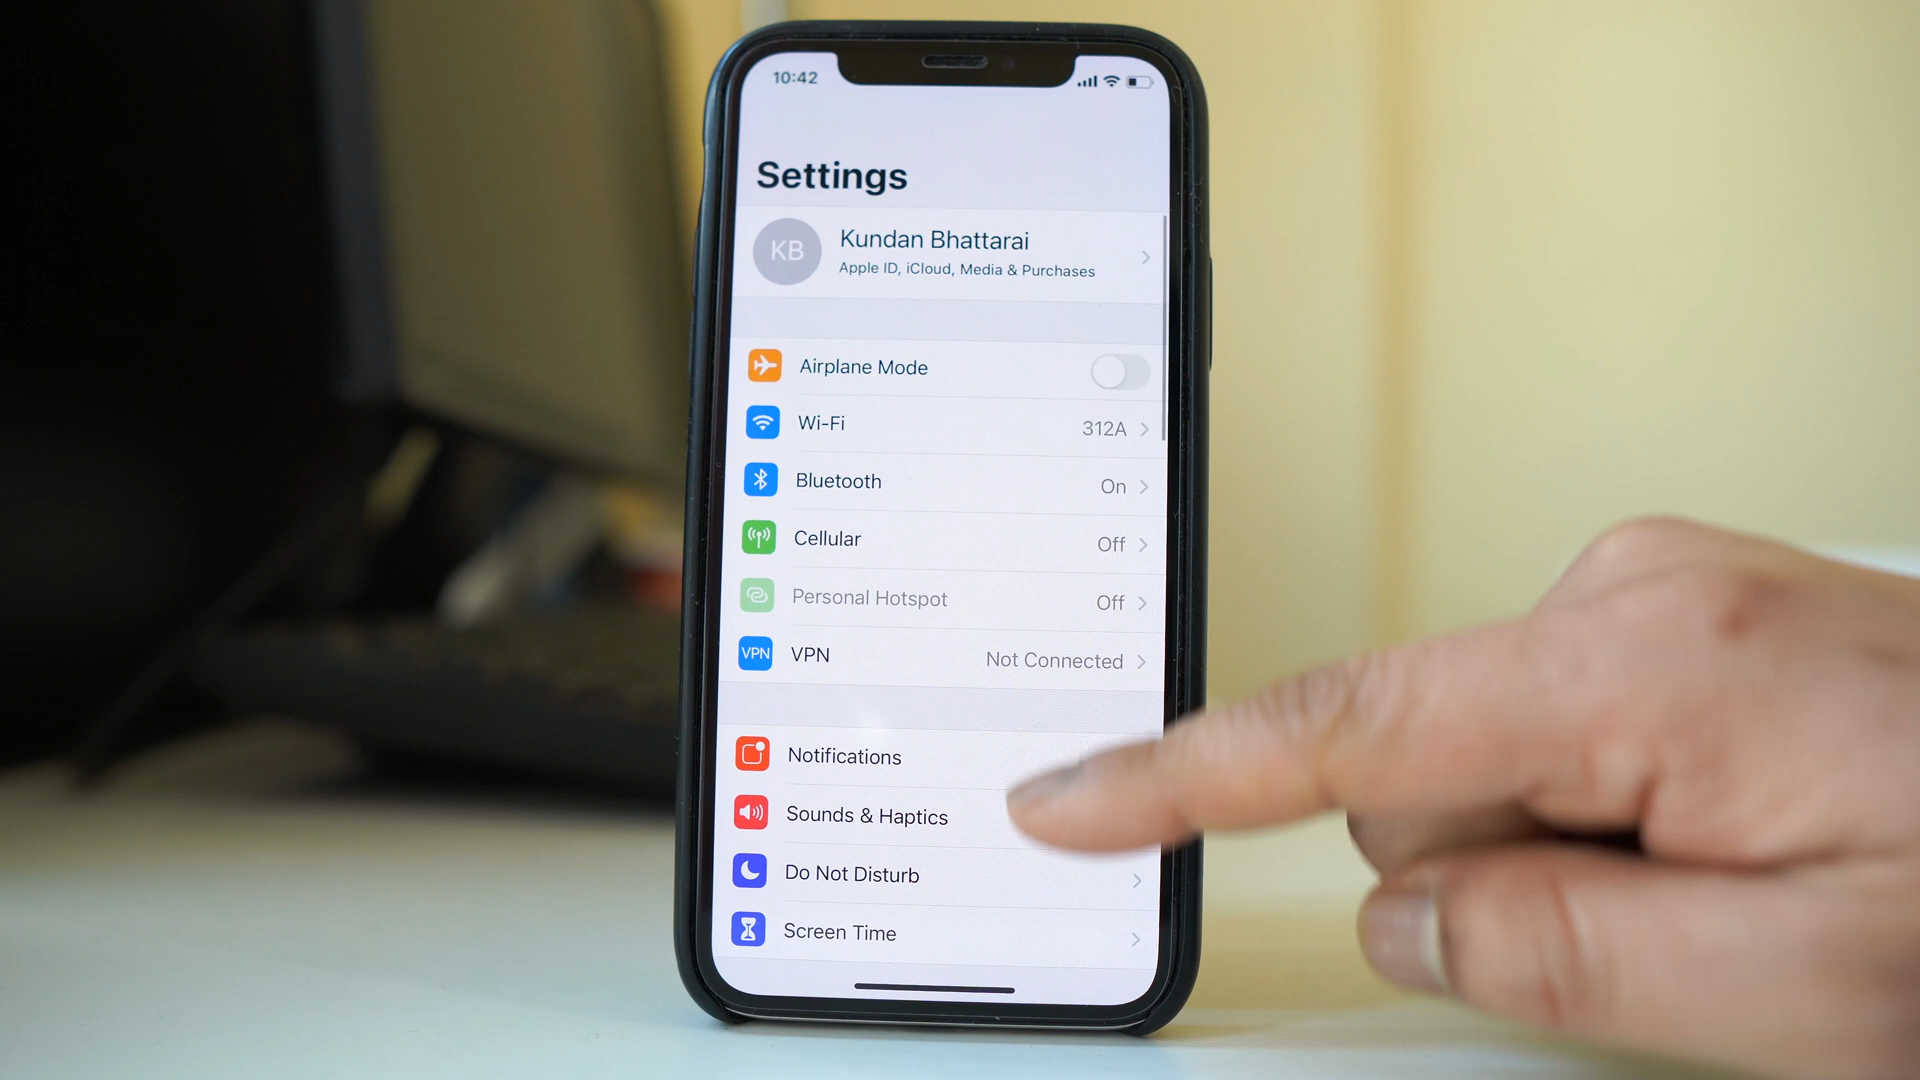 10:42
Settings
KB
Kundan Bhattarai
Apple ID, iCloud, Media & Purchases
Airplane Mode
Wi-Fi 312A
Bluetooth On
Cellular Off
Personal Hotspot Off
VPN VPN Not Connected
Notifications
Sounds & Haptics
Do Not Disturb
Screen Time